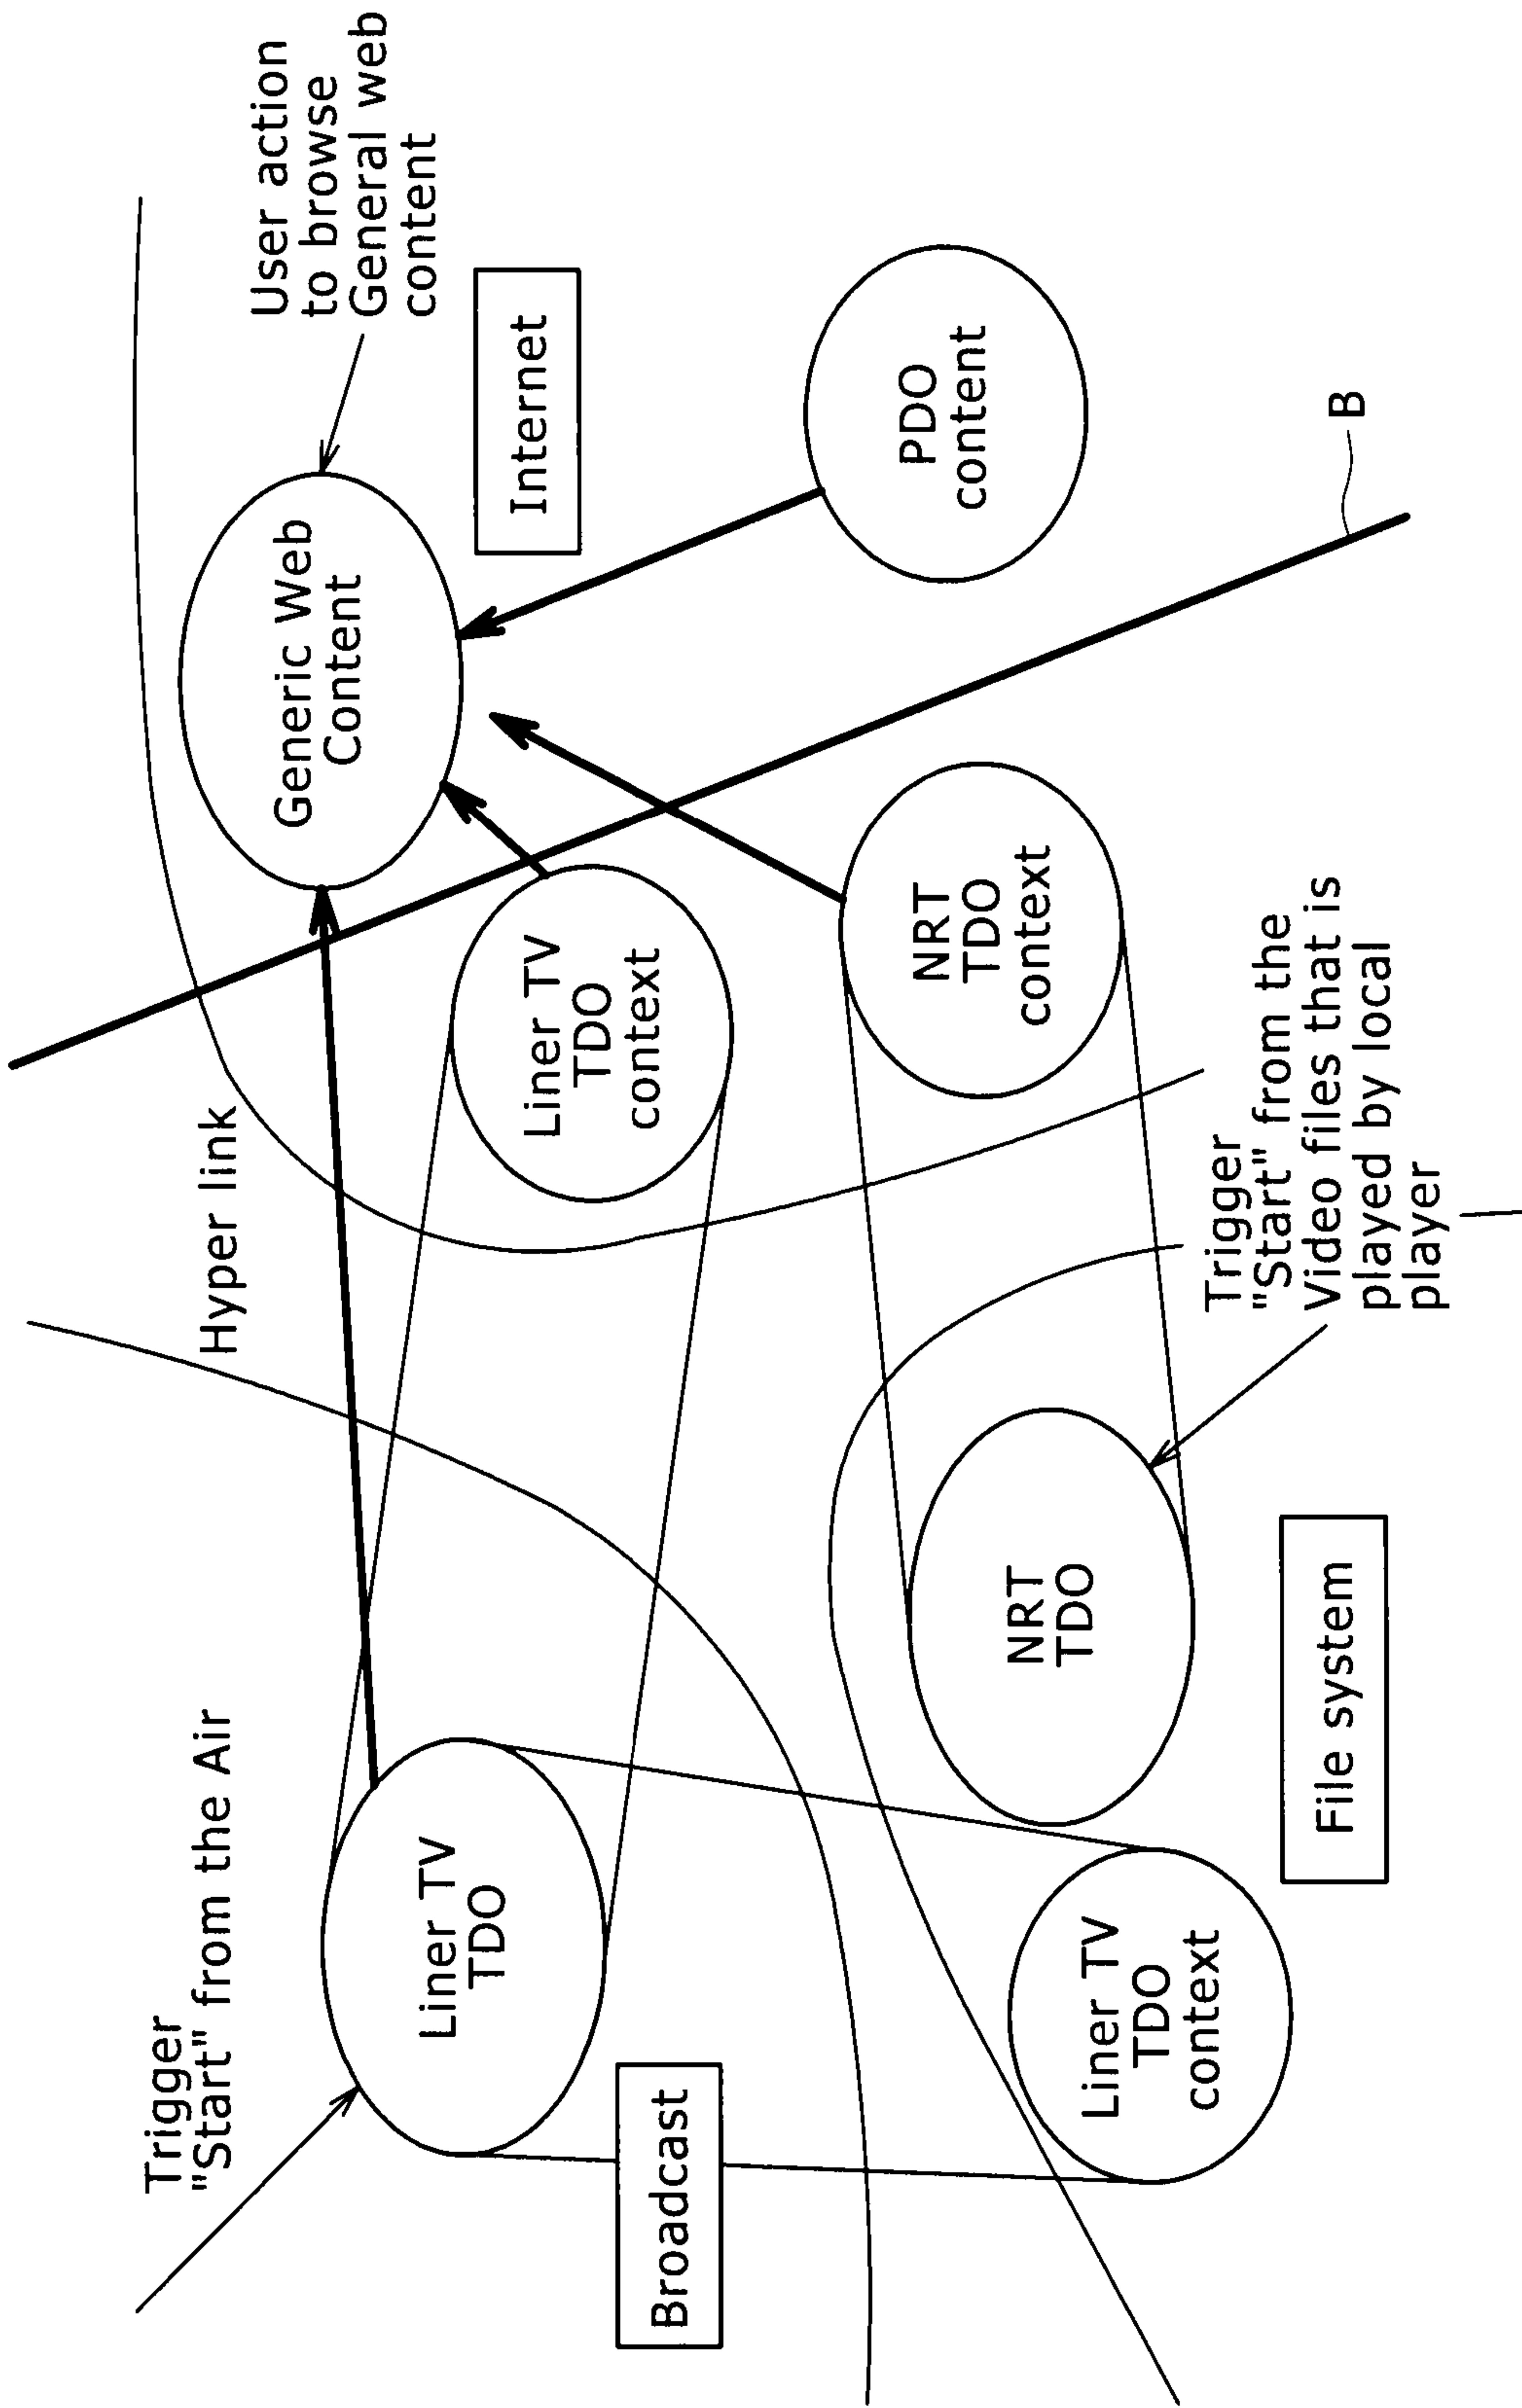 Trigger
"Start" from the Air
Hyper link
User action
to browse
General web
content
Generic Web
Content
Internet
Liner TV
TDO
Liner TV
TDO
context
Broadcast
PDO
content
NRT
TDO
context
B
NRT
TDO
Liner TV
TDO
context
Trigger
"Start" from the
Video files that is
played by local
player
File system